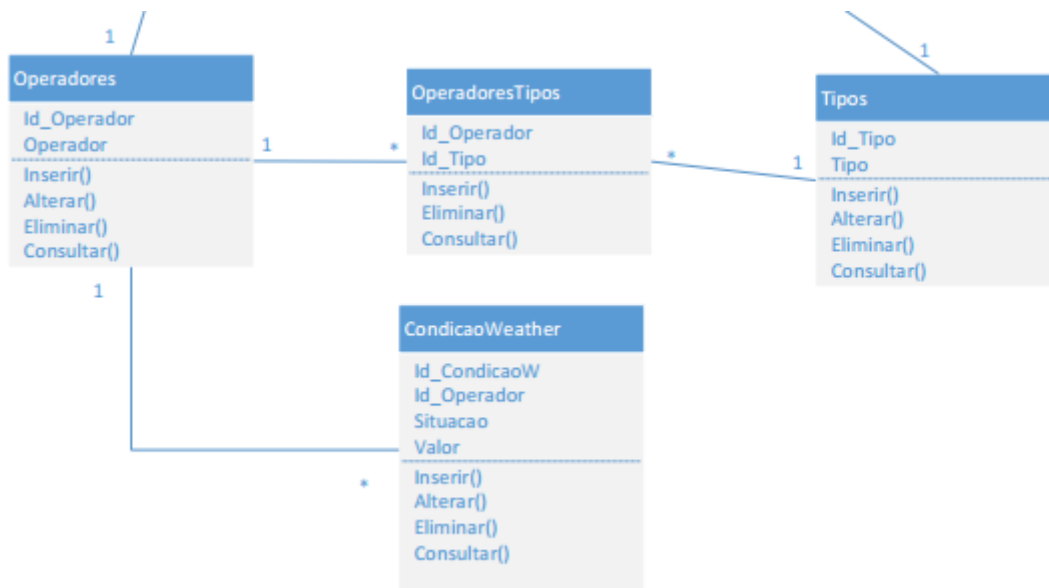 1
1
Operadores
Id_Operador
Operador
Inserir()
Alterar()
Eliminar()
Consultar()
1
*
OperadoresTipos
Id_Operador
Id_Tipo
Inserir()
Eliminar()
Consultar()
*
1
Tipos
Id_Tipo
Tipo
Inserir()
Alterar()
Eliminar()
Consultar()
1
*
CondicaoWeather
Id_CondicaoW
Id_Operador
Situacao
Valor
Inserir()
Alterar()
Eliminar()
Consultar()